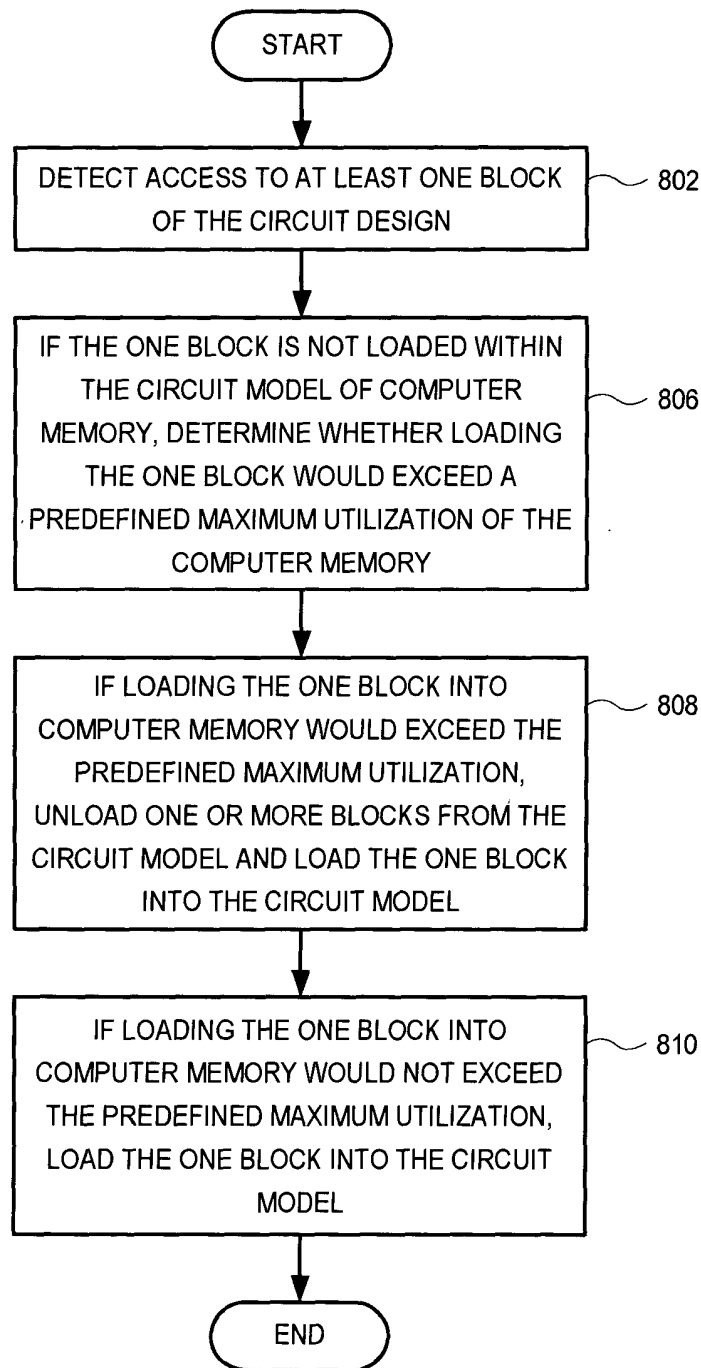 START
DETECT ACCESS TO AT LEAST ONE BLOCK
OF THE CIRCUIT DESIGN
802
IF THE ONE BLOCK IS NOT LOADED WITHIN
THE CIRCUIT MODEL OF COMPUTER
MEMORY, DETERMINE WHETHER LOADING
THE ONE BLOCK WOULD EXCEED A
PREDEFINED MAXIMUM UTILIZATION OF THE
COMPUTER MEMORY
806
IF LOADING THE ONE BLOCK INTO
COMPUTER MEMORY WOULD EXCEED THE
PREDEFINED MAXIMUM UTILIZATION,
UNLOAD ONE OR MORE BLOCKS FROM THE
CIRCUIT MODEL AND LOAD THE ONE BLOCK
INTO THE CIRCUIT MODEL
808
IF LOADING THE ONE BLOCK INTO
COMPUTER MEMORY WOULD NOT EXCEED
THE PREDEFINED MAXIMUM UTILIZATION,
LOAD THE ONE BLOCK INTO THE CIRCUIT
MODEL
810
END